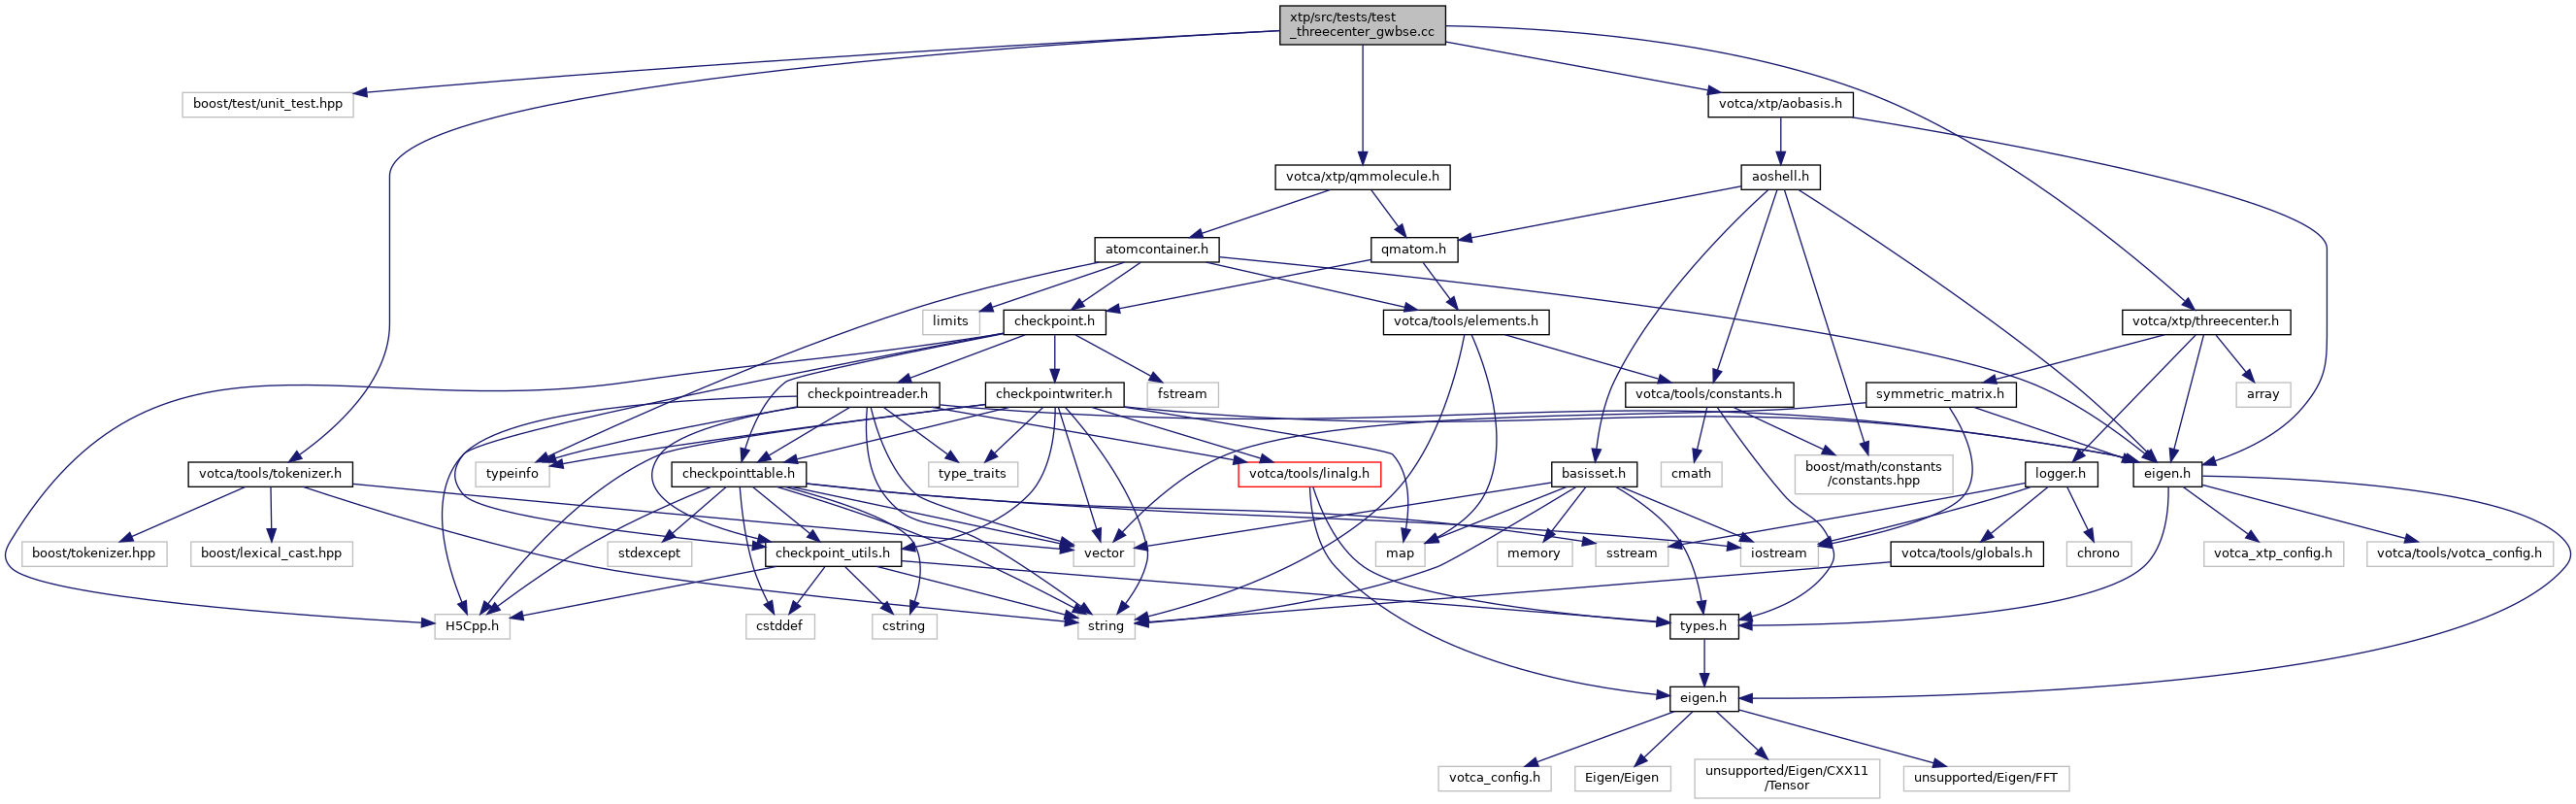 xtp/src/tests/test
_threecenter_gwbse.cc
boost/test/unit_test.hpp
votca/xtp/aobasis.h
votca/xtp/qmmolecule.h
aoshell.h
atomcontainer.h
qmatom.h
limits
checkpoint.h
votca/tools/elements.h
votca/xtp/threecenter.h
checkpointreader.h
checkpointwriter.h
fstream
votca/tools/constants.h
symmetric_matrix.h
array
votca/tools/tokenizer.h
typeinfo
checkpointtable.h
type_traits
votca/tools/linalg.h
basisset.h
cmath
boost/math/constants
/constants.hpp
logger.h
eigen.h
boost/tokenizer.hpp
boost/lexical_cast.hpp
stdexcept
checkpoint_utils.h
vector
map
memory
sstream
iostream
votca/tools/globals.h
chrono
votca_xtp_config.h
votca/tools/votca_config.h
H5Cpp.h
cstddef
cstring
string
types.h
eigen.h
votca_config.h
Eigen/Eigen
unsupported/Eigen/CXX11
/Tensor
unsupported/Eigen/FFT